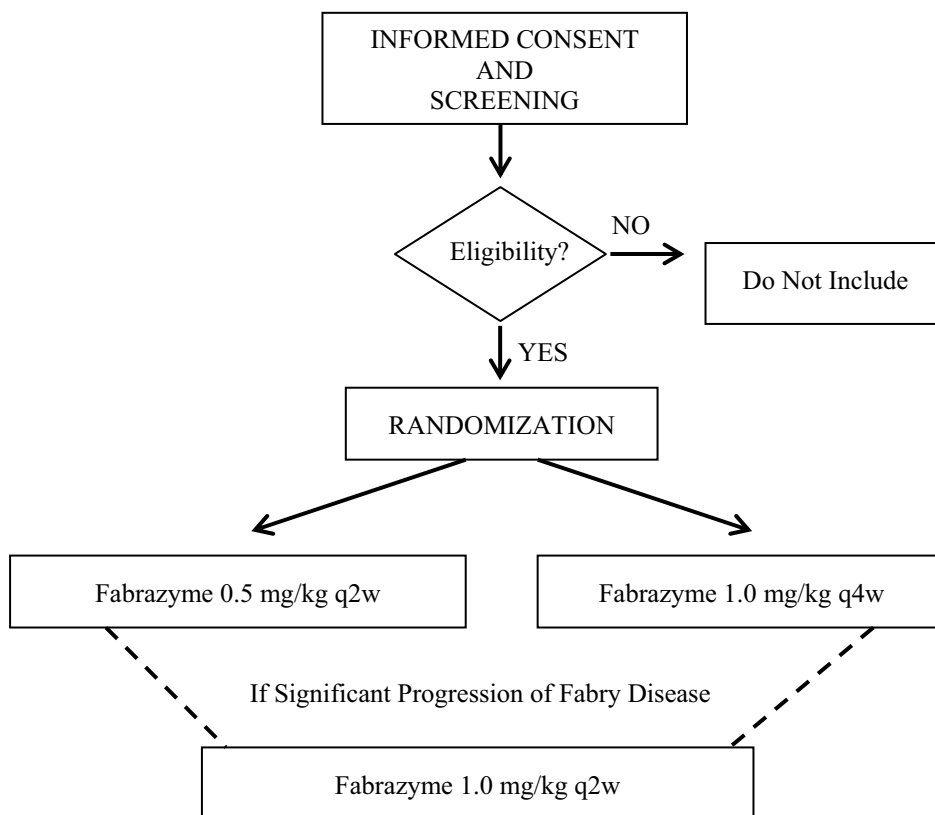 INFORMED CONSENT
AND
SCREENING
Eligibility?
NO
Do Not Include
YES
RANDOMIZATION
Fabrazyme 0.5 mg/kg q2w
Fabrazyme 1.0 mg/kg q4w
If Significant Progression of Fabry Disease
Fabrazyme 1.0 mg/kg q2w